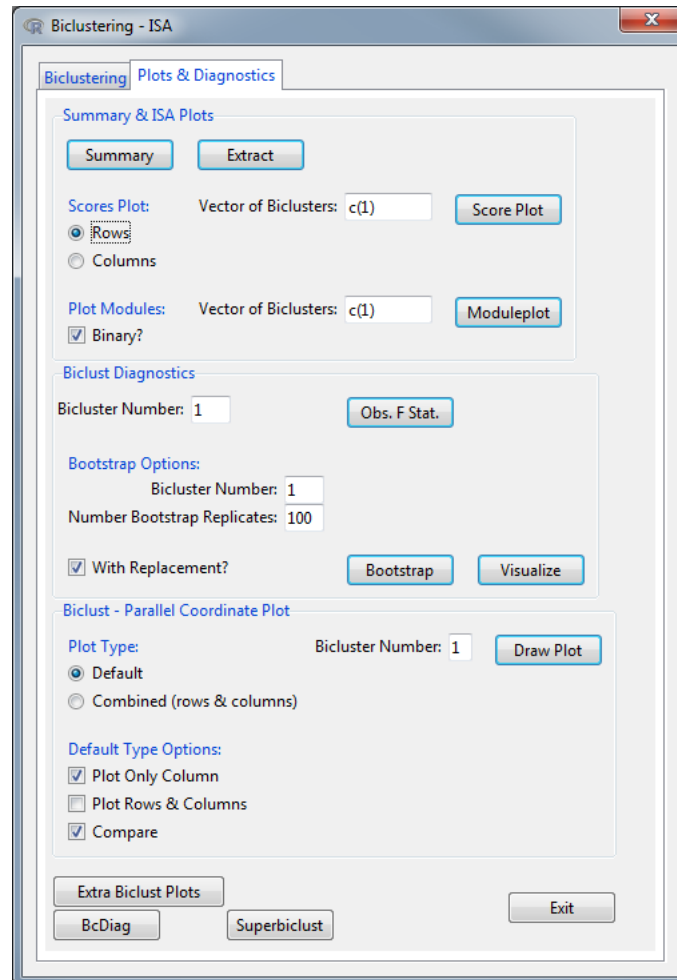 Biclustering - ISA
Biclustering Plots & Diagnostics
Summary & ISA Plots
Summary Extract
Scores Plot: Vector of Biclusters: c(1) Score Plot
Rows
Columns
Plot Modules: Vector of Biclusters: c(1) Moduleplot
Binary?
Biclust Diagnostics
Bicluster Number: 1 Obs. F Stat.
Bootstrap Options:
Bicluster Number: 1
Number Bootstrap Replicates: 100
With Replacement? Bootstrap Visualize
Biclust - Parallel Coordinate Plot
Plot Type: Bicluster Number: 1 Draw Plot
Default
Combined (rows & columns)
Default Type Options:
Plot Only Column
Plot Rows & Columns
Compare
Extra Biclust Plots
Exit
BcDiag Superbiclust